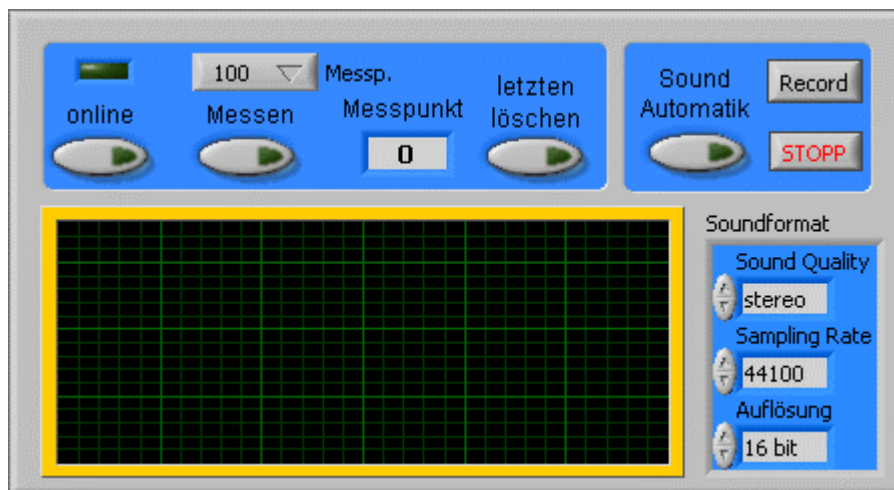 100 Messp.
online
Messen
Messpunkt
0
letzten
löschen
Sound
Automatik
Record
STOPP
Soundformat
Sound Quality
stereo
Sampling Rate
44100
Auflösung
16 bit